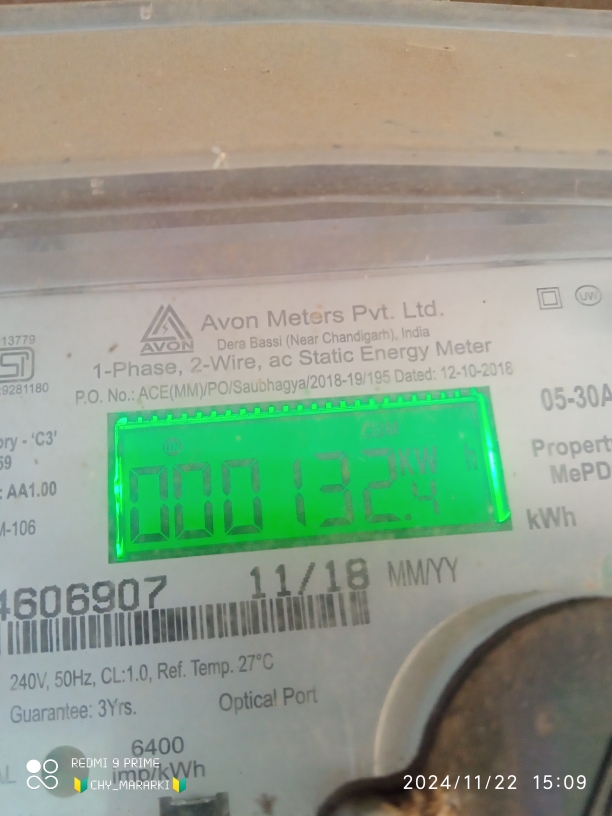 Avon Meters Pvt. Ltd.
AVON
Dera Bassi (Near Chandigarh), India
1-Phase, 2-Wire, ac Static Energy Meter
P.O. No.: ACE(MM)/PO/Saubhagya/2018-19/195 Dated: 12-10-2018
UW
13779
9281180
05-30A
ory - 'C3'
59
: AA1.00
M-106
Property
MePD
000132.4
KW
kWh
4606907
11/18 MM/YY
240V, 50Hz, CL:1.0, Ref. Temp. 27°C
Guarantee: 3Yrs.
Optical Port
6400
imp/kWh
AL
REDMI 9 PRIME
🔰CHY_MARARKI🔰
2024/11/22 15:09